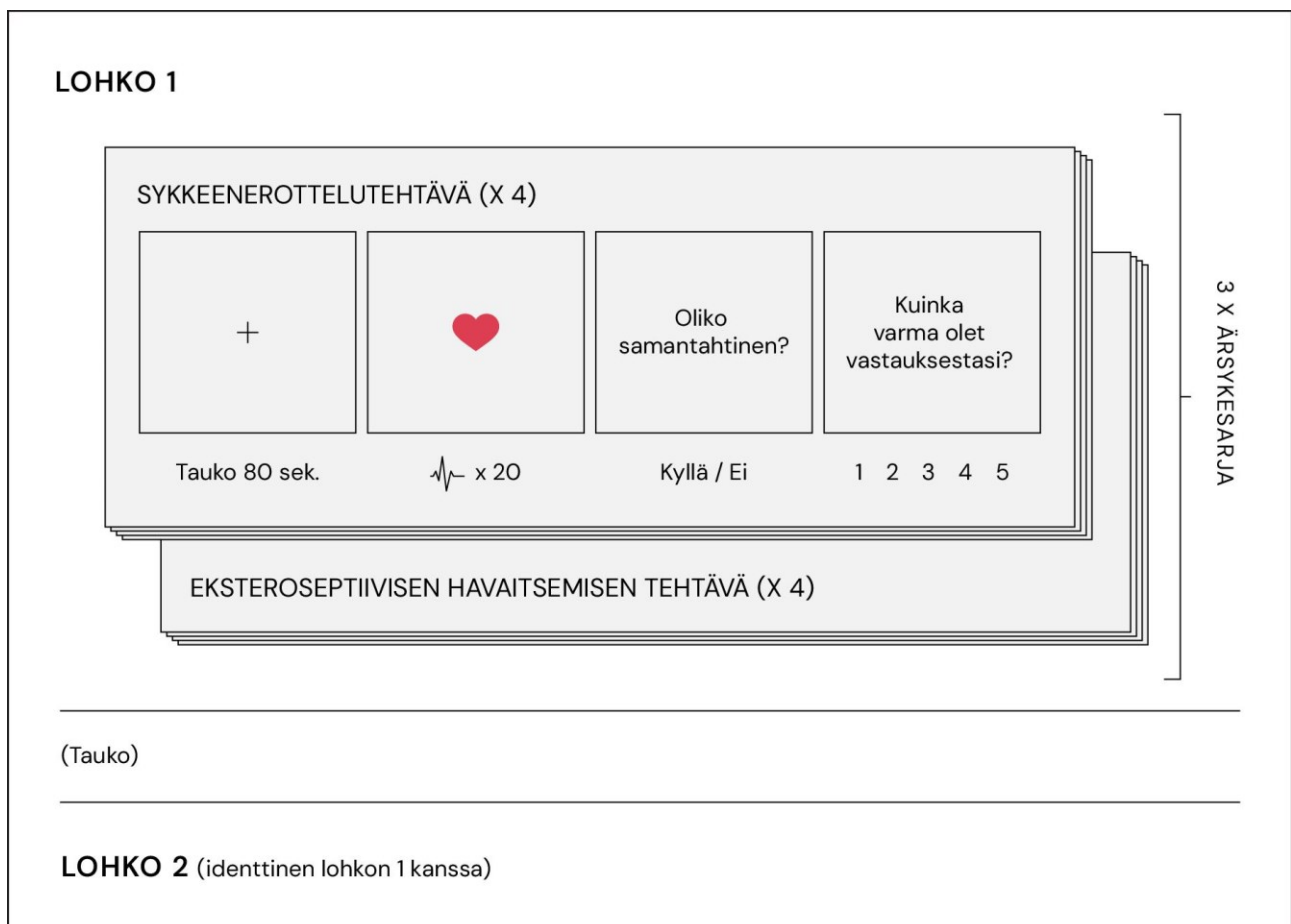 LOHKO 1
SYKKEENEROTTELUTEHTÄVÄ (X 4)
Oliko
samantahtinen?
Kuinka
varma olet
vastauksestasi?
Tauko 80 sek.
x 20
Kyllä / Ei
1 2 3 4 5
EKSTEROSEPTIIVISEN HAVAITSEMISEN TEHTÄVÄ (X 4)
3 X ÄRSYKESARJA
(Tauko)
LOHKO 2 (identtinen lohkon 1 kanssa)